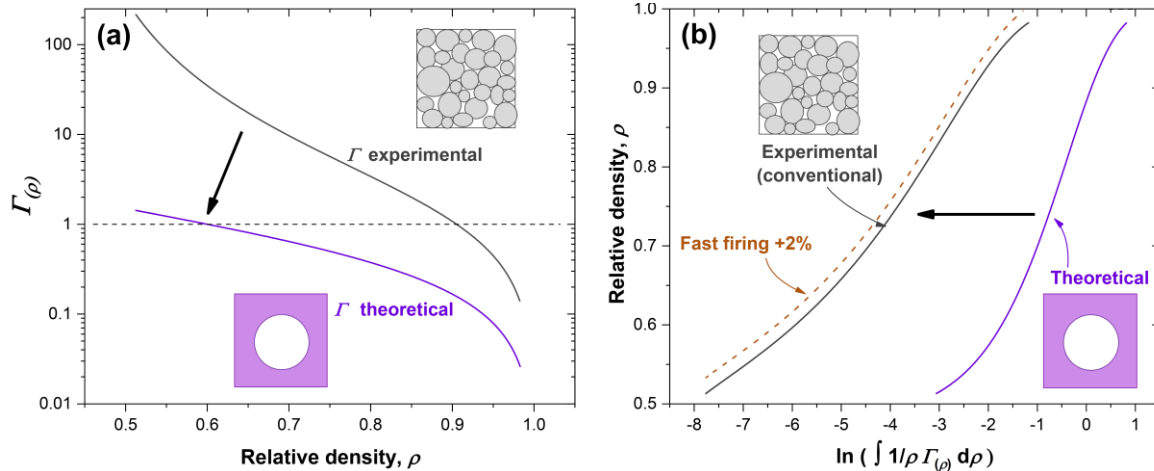 (a)
100
10
1
0.1
0.01
Γ(ρ)
Γ experimental
Γ theoretical
0.5 0.6 0.7 0.8 0.9 1.0
Relative density, ρ
(b)
1.0
0.9
0.8
0.7
0.6
0.5
Relative density, ρ
Experimental
(conventional)
Fast firing +2%
Theoretical
-8 -7 -6 -5 -4 -3 -2 -1 0 1
ln ( ∫ 1/ρ Γ(ρ) dρ )